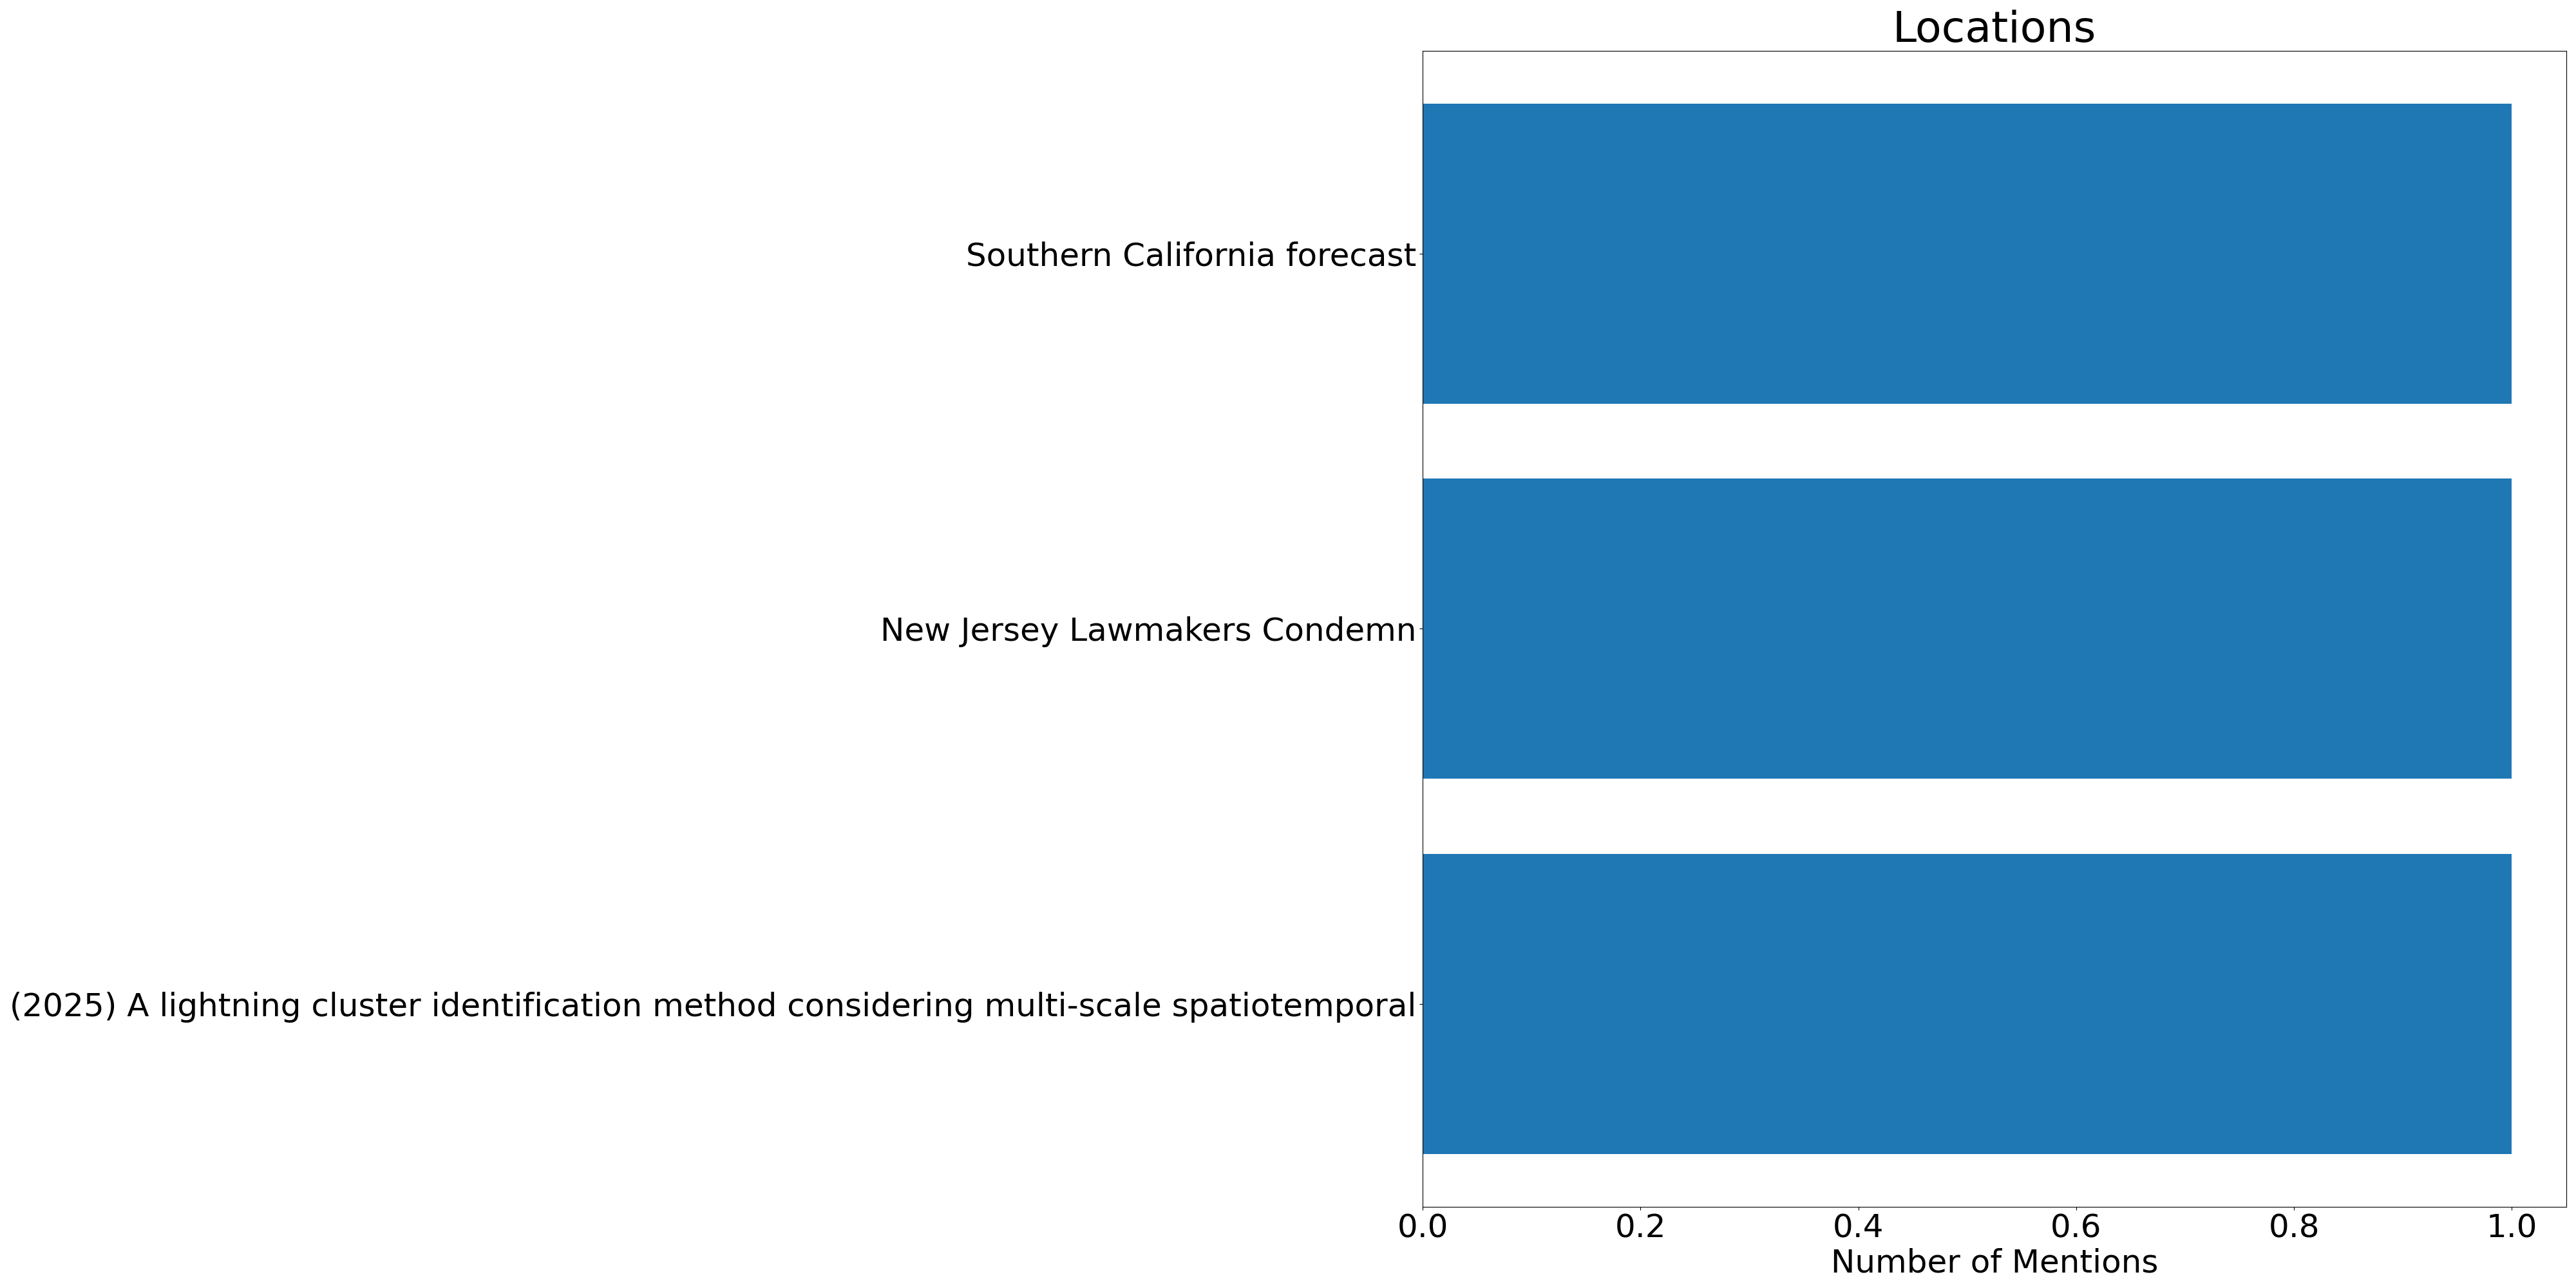 Locations
Southern California forecast
New Jersey Lawmakers Condemn
(2025) A lightning cluster identification method considering multi-scale spatiotemporal
0.0 0.2 0.4 0.6 0.8 1.0
Number of Mentions